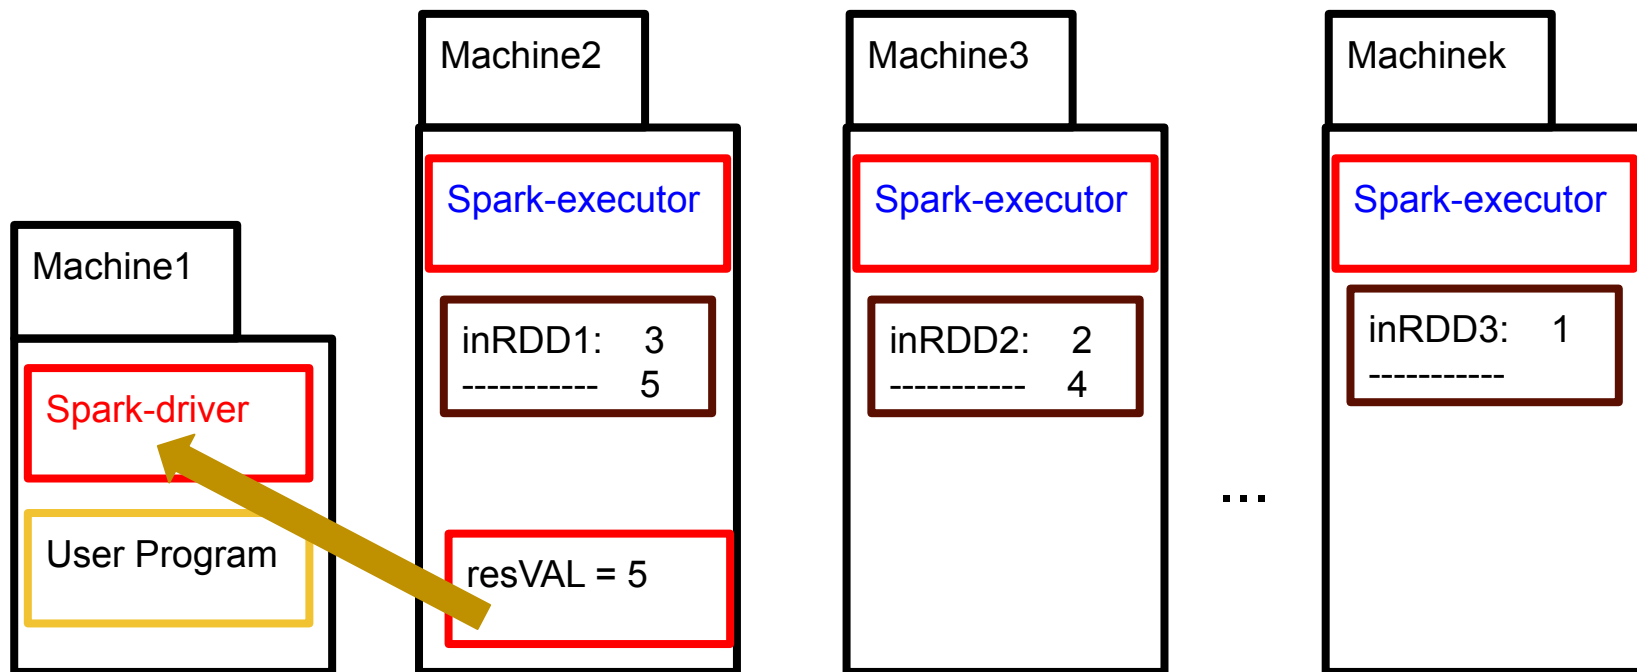 Machine1
Spark-driver
User Program
Machine2
Spark-executor
inRDD1: 3
----------- 5
resVAL = 5
Machine3
Spark-executor
inRDD2: 2
----------- 4
...
Machinek
Spark-executor
inRDD3: 1
-----------